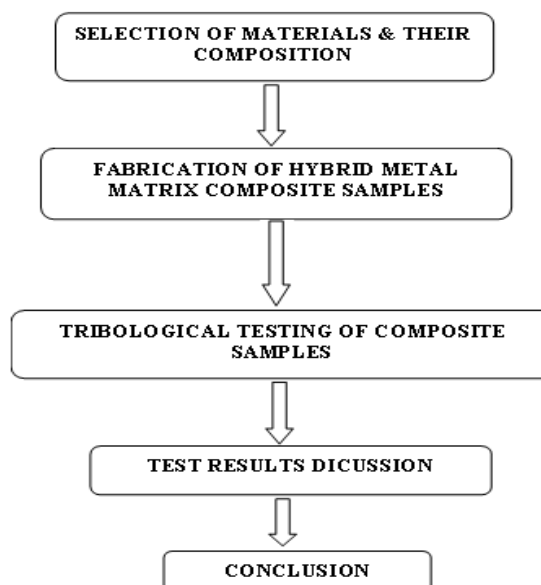 SELECTION OF MATERIALS & THEIR
COMPOSITION
FABRICATION OF HYBRID METAL
MATRIX COMPOSITE SAMPLES
TRIBOLOGICAL TESTING OF COMPOSITE
SAMPLES
TEST RESULTS DICUSSION
CONCLUSION